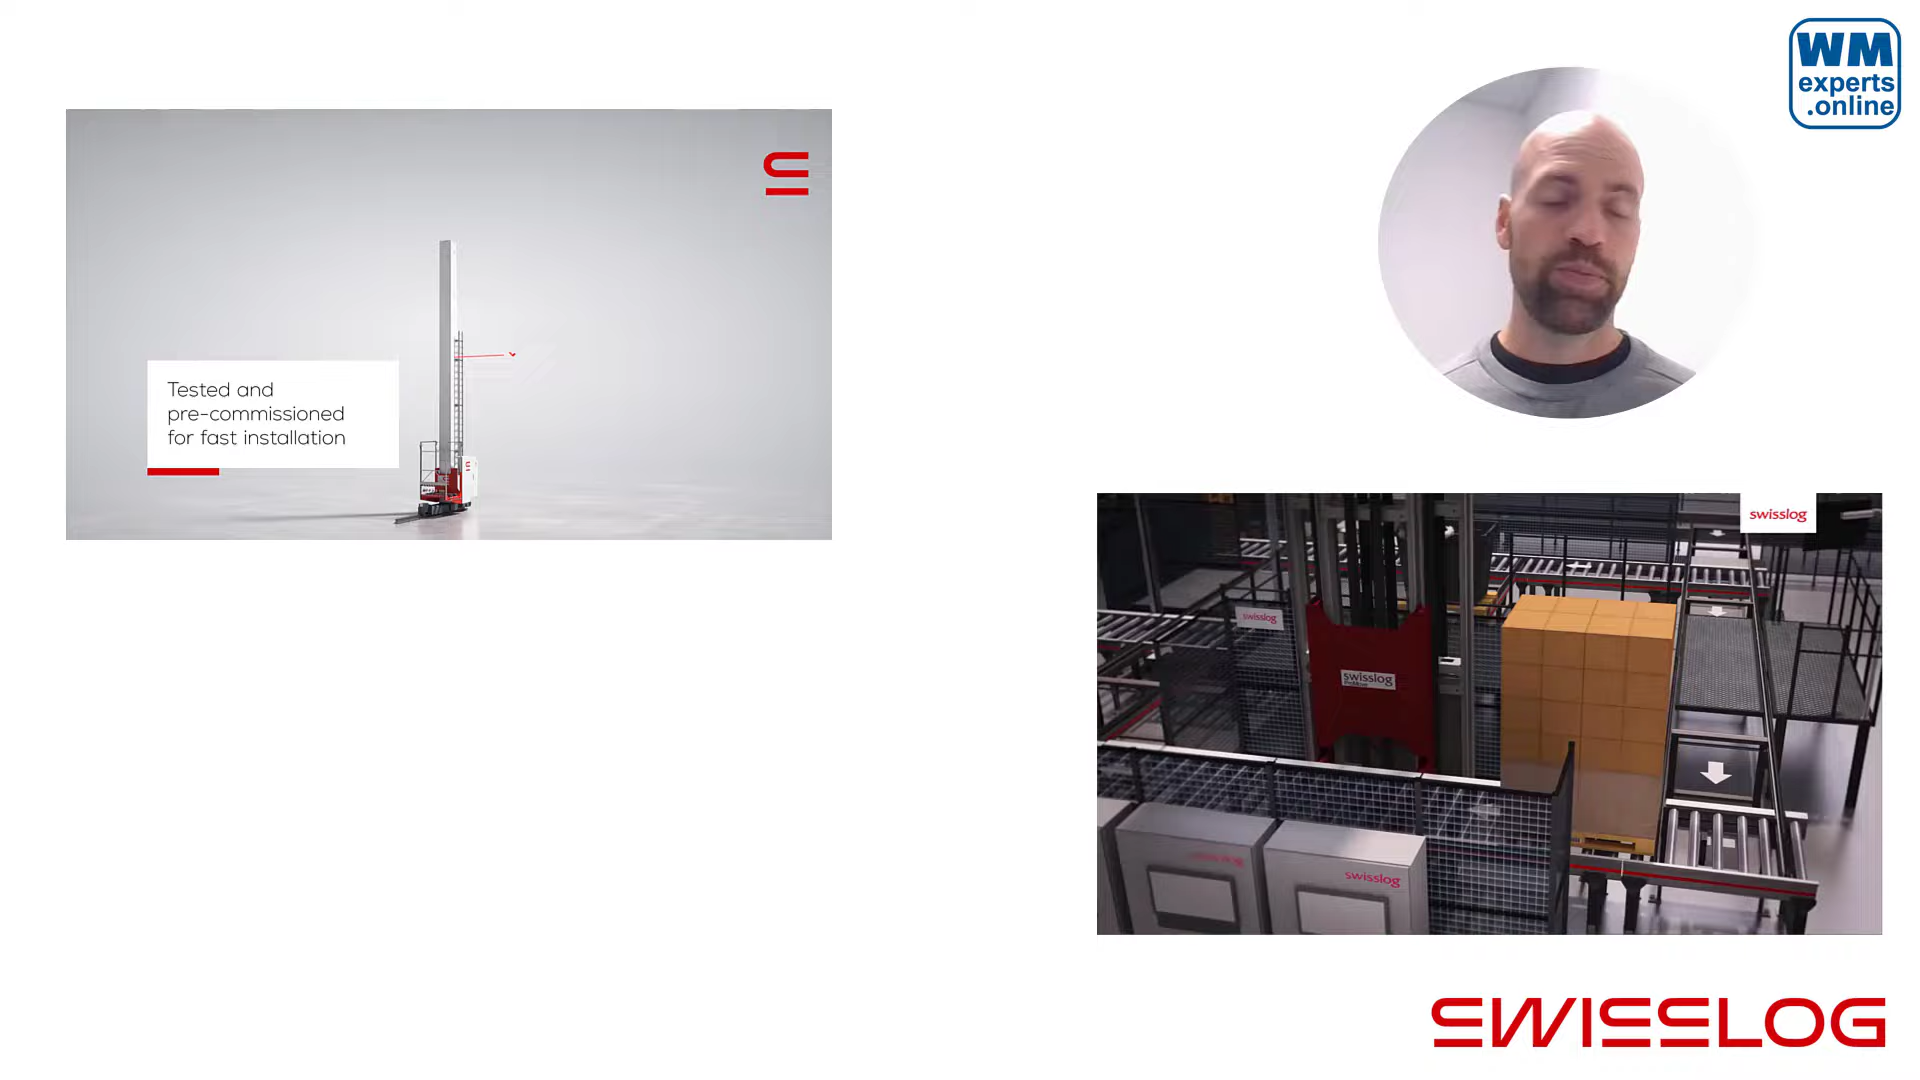 WM
experts
.online
Tested and
pre-commissioned
for fast installation
swisslog
swisslog
swisslog
swisslog
SWISSLOG